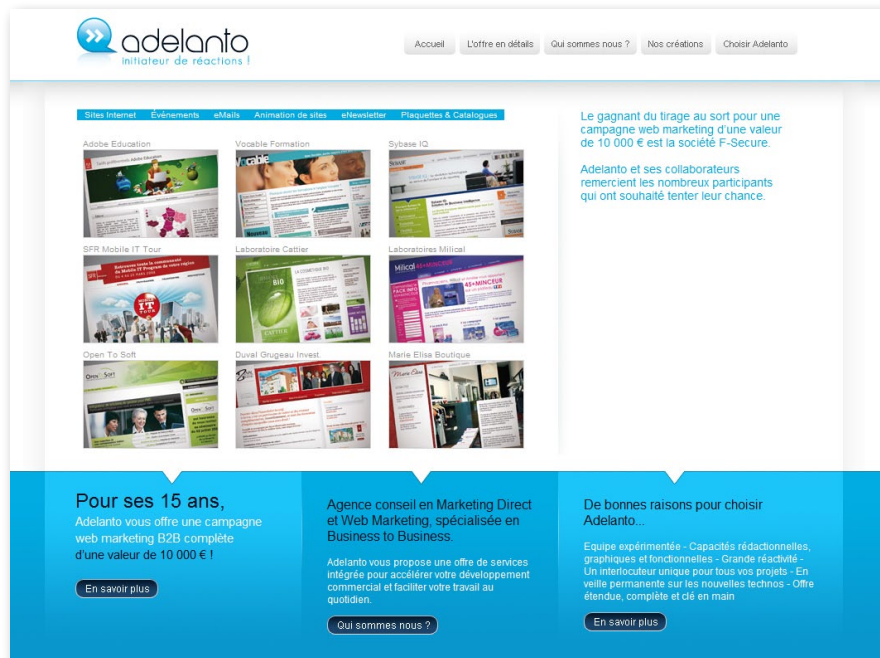 adelanto
initiateur de réactions !
Accueil
L'offre en détails
Qui sommes nous ?
Nos créations
Choisir Adelanto
Sites Internet
Événements
eMails
Animation de sites
eNewsletter
Plaquettes & Catalogues
Adobe Education
Vocable Formation
Sybase IQ
Vocable
SFR Mobile IT Tour
Laboratoire Cattier
Laboratoires Milical
MOBILE
IT
TOUR
BIO
LA COSMETIQUE BIO
Milical
Open To Soft
Duval Grugeau Invest
Marie Elisa Boutique
Le gagnant du tirage au sort pour une
campagne web marketing d'une valeur
de 10 000 € est la société F-Secure.
Adelanto et ses collaborateurs
remercient les nombreux participants
qui ont souhaité tenter leur chance.
Pour ses 15 ans,
Adelanto vous offre une campagne
web marketing B2B complète
d'une valeur de 10 000 € !
En savoir plus
Agence conseil en Marketing Direct
et Web Marketing, spécialisée en
Business to Business.
Adelanto vous propose une offre de services
intégrée pour accélérer votre développement
commercial et faciliter votre travail au
quotidien.
Qui sommes nous ?
De bonnes raisons pour choisir
Adelanto...
Equipe expérimentée - Capacités rédactionnelles,
graphiques et fonctionnelles - Grande réactivité -
Un interlocuteur unique pour tous vos projets - En
veille permanente sur les nouvelles technos - Offre
étendue, complète et clé en main
En savoir plus